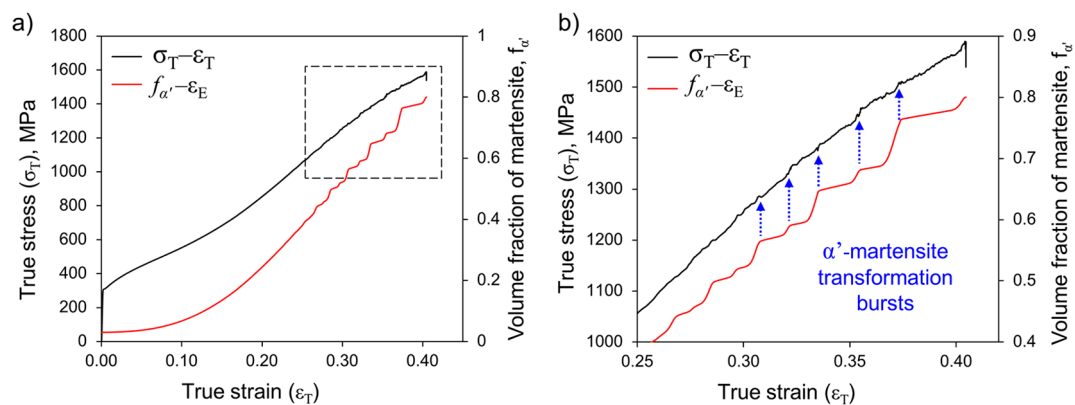 a)
1800
1600
1400
1200
1000
800
600
400
200
0
True stress (σT), MPa
σT–εT
fα'–εE
1
0.8
0.6
0.4
0.2
0
Volume fraction of martensite, fα'
0.00
0.10
0.20
0.30
0.40
0.50
True strain (εT)
b)
1600
1500
1400
1300
1200
1100
1000
True stress (σT), MPa
σT–εT
fα'–εE
α'-martensite
transformation
bursts
0.9
0.8
0.7
0.6
0.5
0.4
Volume fraction of martensite, fα'
0.25
0.30
0.35
0.40
True strain (εT)